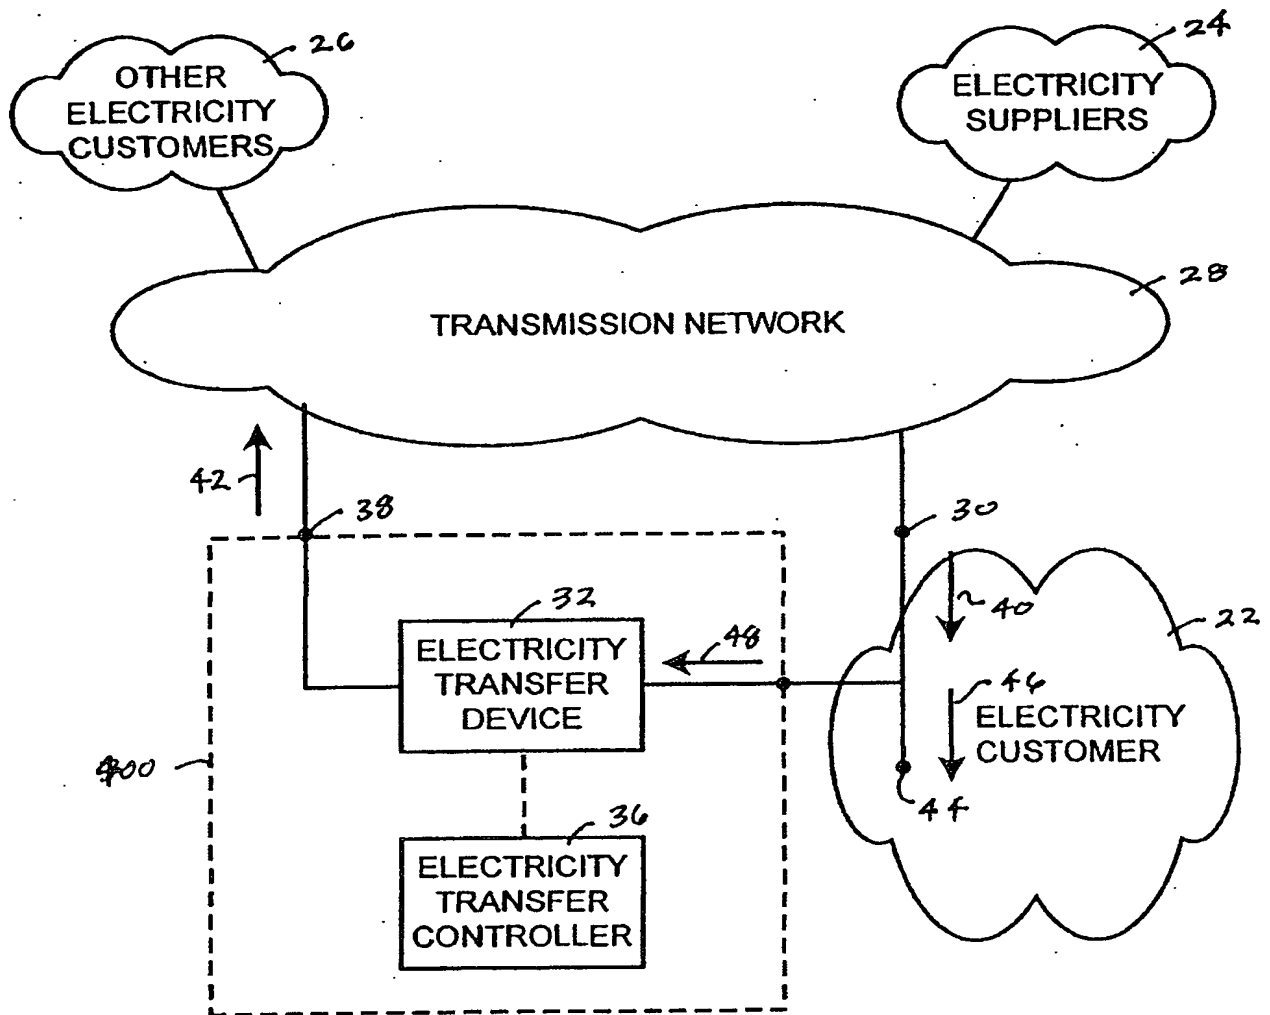 26
OTHER
ELECTRICITY
CUSTOMERS
24
ELECTRICITY
SUPPLIERS
28
TRANSMISSION NETWORK
42
38
30
40
22
32
ELECTRICITY
TRANSFER
DEVICE
48
46
ELECTRICITY
CUSTOMER
44
36
ELECTRICITY
TRANSFER
CONTROLLER